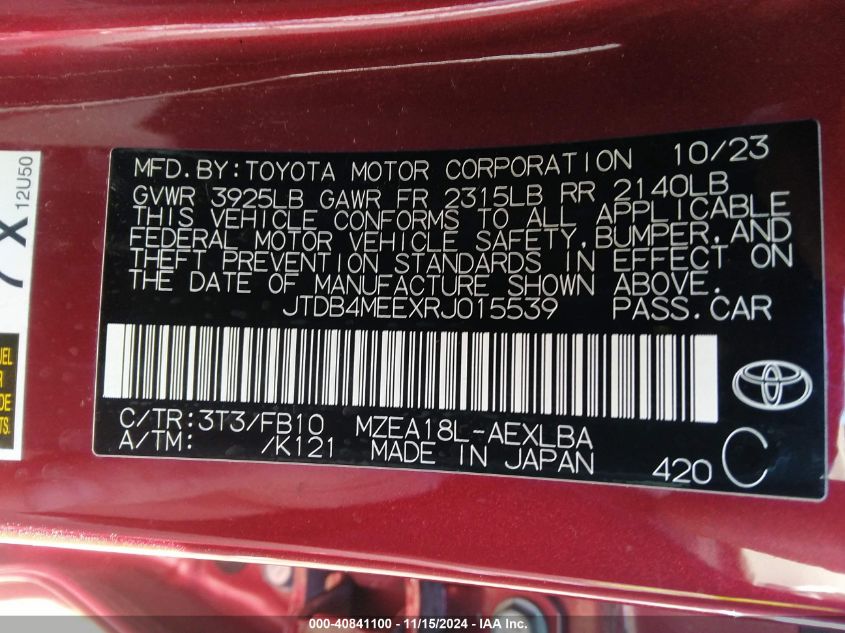 MFD.BY:TOYOTA MOTOR CORPORATION 10/23
GVWR 3925LB GAWR FR 2315LB RR 2140LB
THIS VEHICLE CONFORMS TO ALL APPLICABLE
FEDERAL MOTOR VEHICLE SAFETY,BUMPER,AND
THEFT PREVENTION STANDARDS IN EFFECT ON
THE DATE OF MANUFACTURE SHOWN ABOVE.
JTDB4MEEXRJ015539 PASS.CAR
C/TR:3T3/FB10 MZEA18L-AEXLBA
A/TM: /K121 MADE IN JAPAN 420 C
12U50
X
000-40841100 - 11/15/2024 - IAA Inc.